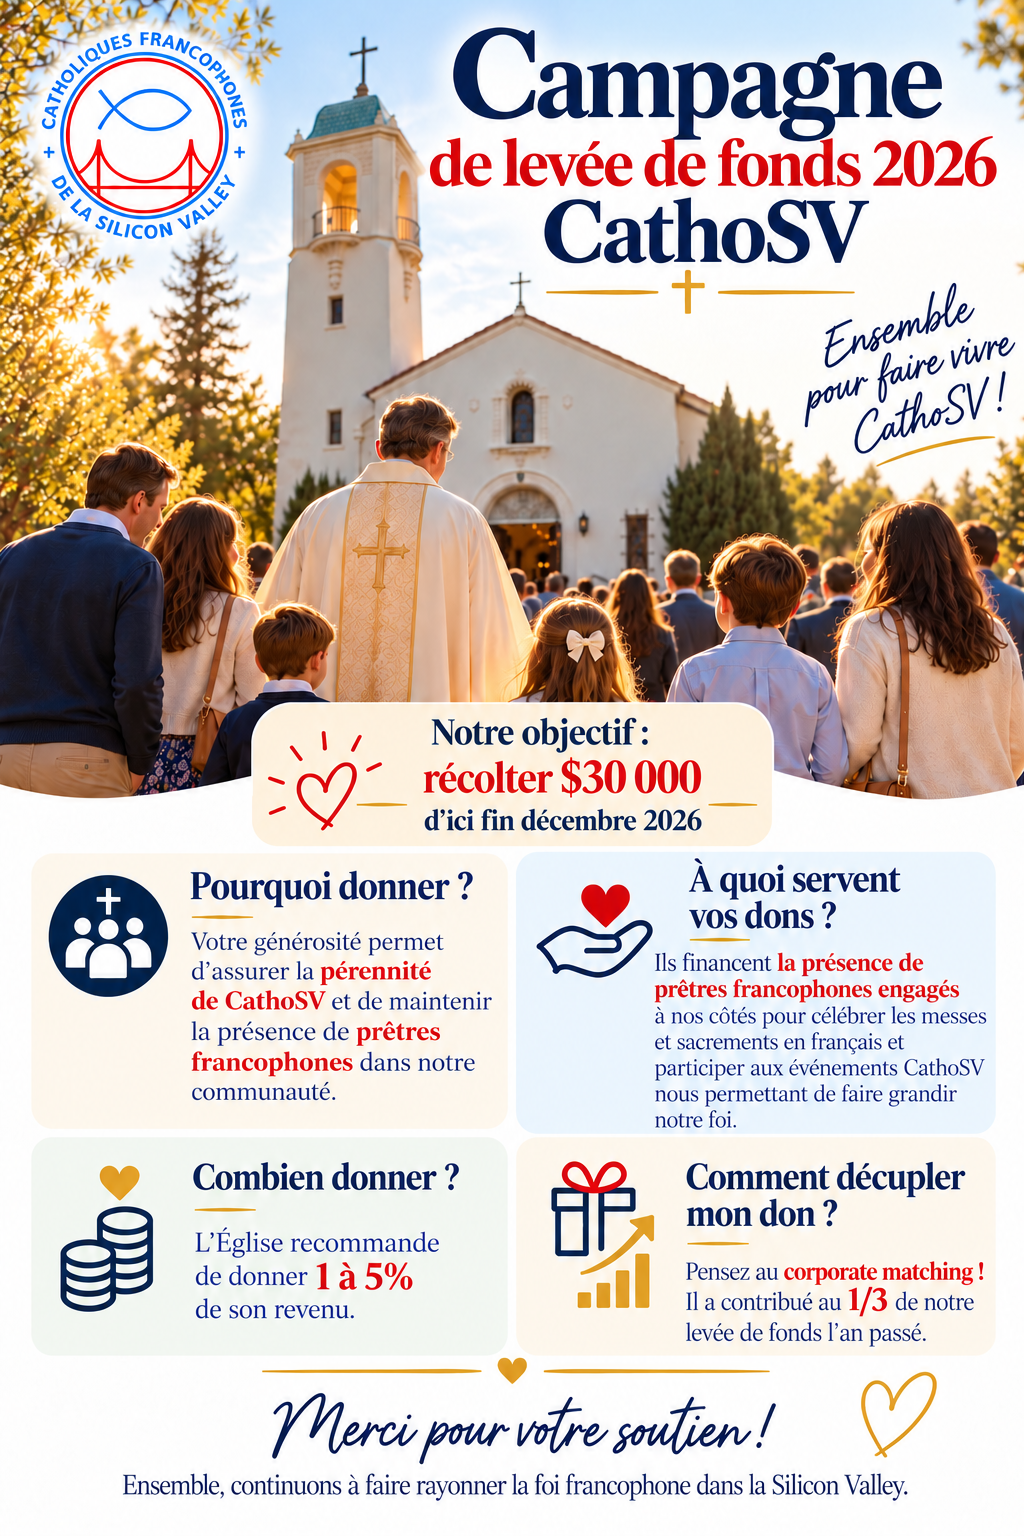 CATHOLIQUES FRANCOPHONES
DE LA SILICON VALLEY
Campagne
de levée de fonds 2026
CathoSV
Ensemble
pour faire vivre
CathoSV !
Notre objectif :
récolter $30 000
d'ici fin décembre 2026
Pourquoi donner ?
Votre générosité permet
d'assurer la pérennité
de CathoSV et de maintenir
la présence de prêtres
francophones dans notre
communauté.
À quoi servent
vos dons ?
Ils financent la présence de
prêtres francophones engagés
à nos côtés pour célébrer les messes
et sacrements en français et
participer aux événements CathoSV
nous permettant de faire grandir
notre foi.
Combien donner ?
L'Église recommande
de donner 1 à 5%
de son revenu.
Comment décupler
mon don ?
Pensez au corporate matching !
Il a contribué au 1/3 de notre
levée de fonds l'an passé.
Merci pour votre soutien !
Ensemble, continuons à faire rayonner la foi francophone dans la Silicon Valley.